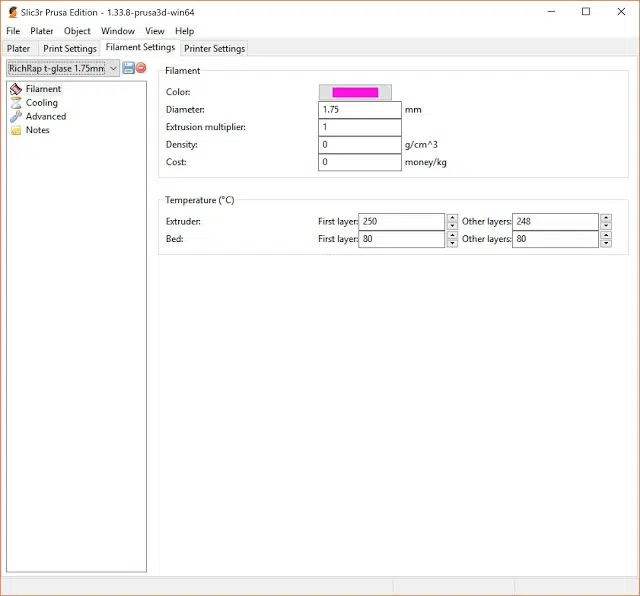 Slic3r Prusa Edition - 1.33.8-prusa3d-win64
File Plater Object Window View Help
Plater Print Settings Filament Settings Printer Settings
RichRap t-glase 1.75mm
Filament
Cooling
Advanced
Notes
Filament
Color:
Diameter: 1.75 mm
Extrusion multiplier: 1
Density: 0 g/cm^3
Cost: 0 money/kg
Temperature (°C)
Extruder: First layer: 250 Other layers: 248
Bed: First layer: 80 Other layers: 80